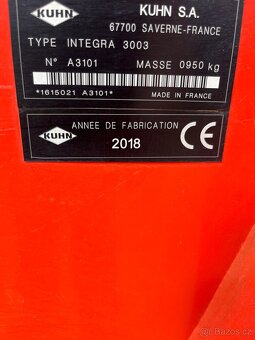 KUHN
KUHN S.A.
67700 SAVERNE-FRANCE
TYPE INTEGRA 3003
N° A3101 MASSE 0950 kg
*1615021 A3101* MADE IN FRANCE
KUHN
ANNEE DE FABRICATION
2018
CE
Bazos.cz